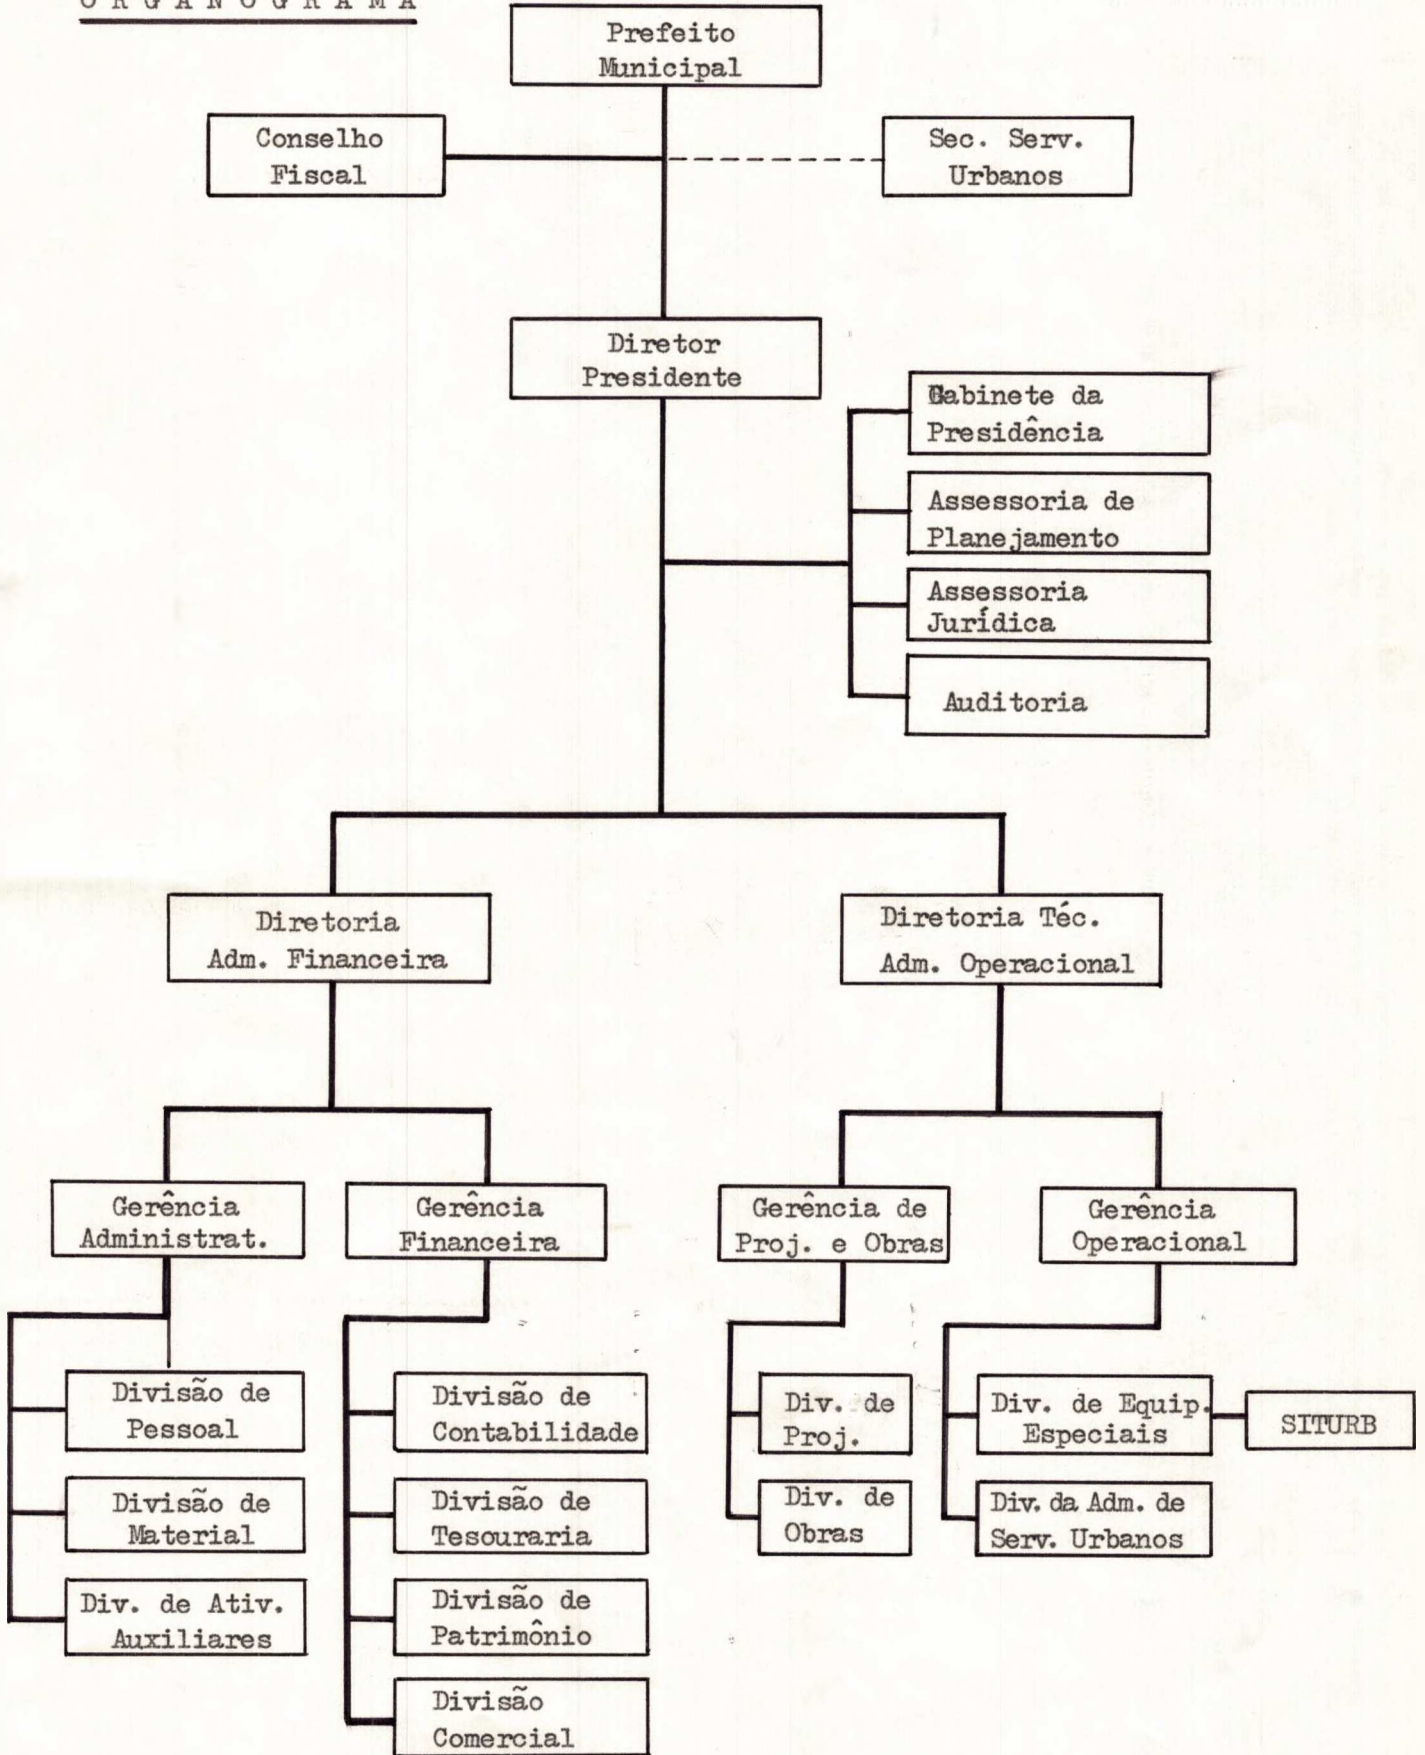 O R G A N O G R A M A
Prefeito
Municipal
Conselho
Fiscal
Sec. Serv.
Urbanos
Diretor
Presidente
Gabinete da
Presidência
Assessoria de
Planejamento
Assessoria
Jurídica
Auditoria
Diretoria
Adm. Financeira
Diretoria Téc.
Adm. Operacional
Gerência
Administrat.
Gerência
Financeira
Gerência de
Proj. e Obras
Gerência
Operacional
Divisão de
Pessoal
Divisão de
Material
Div. de Ativ.
Auxiliares
Divisão de
Contabilidade
Divisão de
Tesouraria
Divisão de
Patrimônio
Divisão
Comercial
Div. de
Proj.
Div. de
Obras
Div. de Equip.
Especiais
SITURB
Div. da Adm. de
Serv. Urbanos